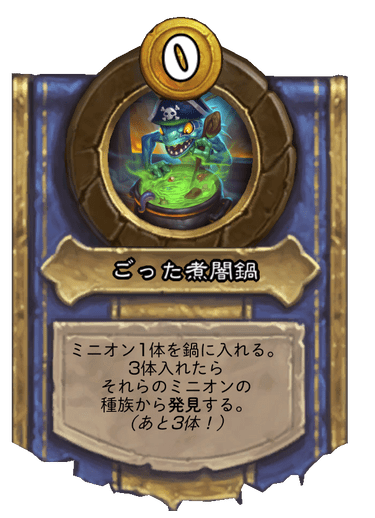 0
ごった煮闇鍋
ミニオン1体を鍋に入れる。
3体入れたら
それらのミニオンの
種族から発見する。
(あと3体！)